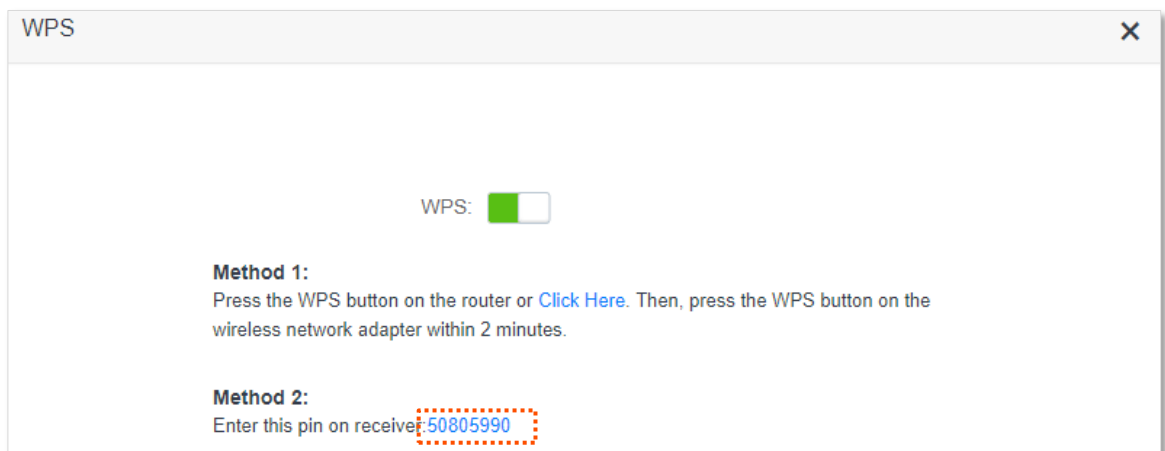 WPS
WPS:
Method 1:
Press the WPS button on the router or Click Here. Then, press the WPS button on the
wireless network adapter within 2 minutes.
Method 2:
Enter this pin on receiver:50805990